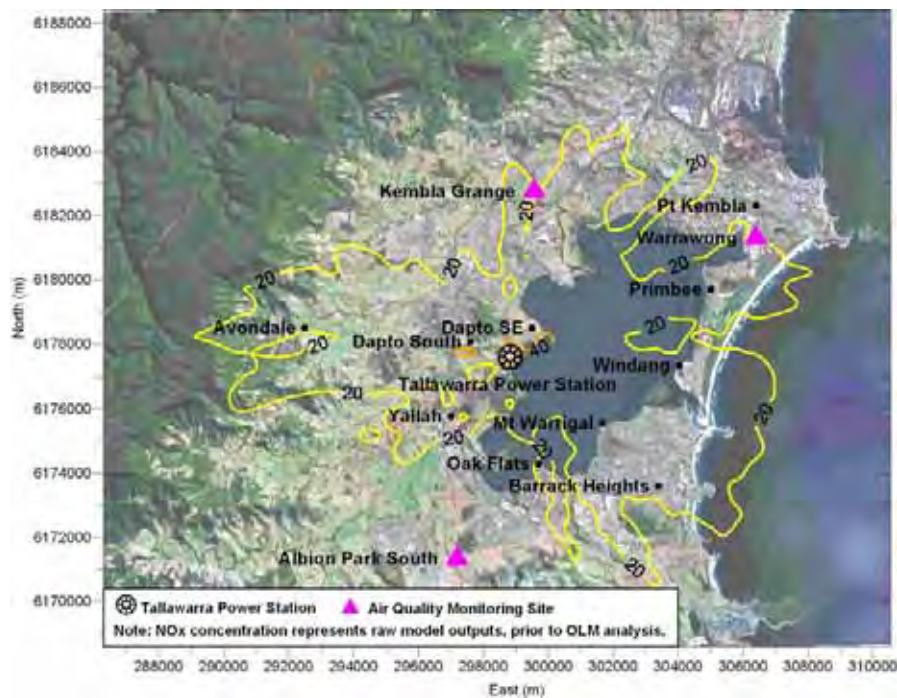 6188000
6186000
6184000
6182000
6180000
6178000
6176000
6174000
6172000
6170000
North (m)
Kembla Grange
20
20
Pt Kembla
Warrawong
20
20
20
Primbee
Avondale
20
Dapto SE
Dapto South
40
20
Windang
Tallawarra Power Station
20
Yallah
20
Mt Warrigal
20
20
Oak Flats
Barrack Heights
Albion Park South
20
Tallawarra Power Station Air Quality Monitoring Site
Note: NOx concentration represents raw model outputs, prior to OLM analysis.
288000 290000 292000 294000 296000 298000 300000 302000 304000 306000 308000 310000
East (m)